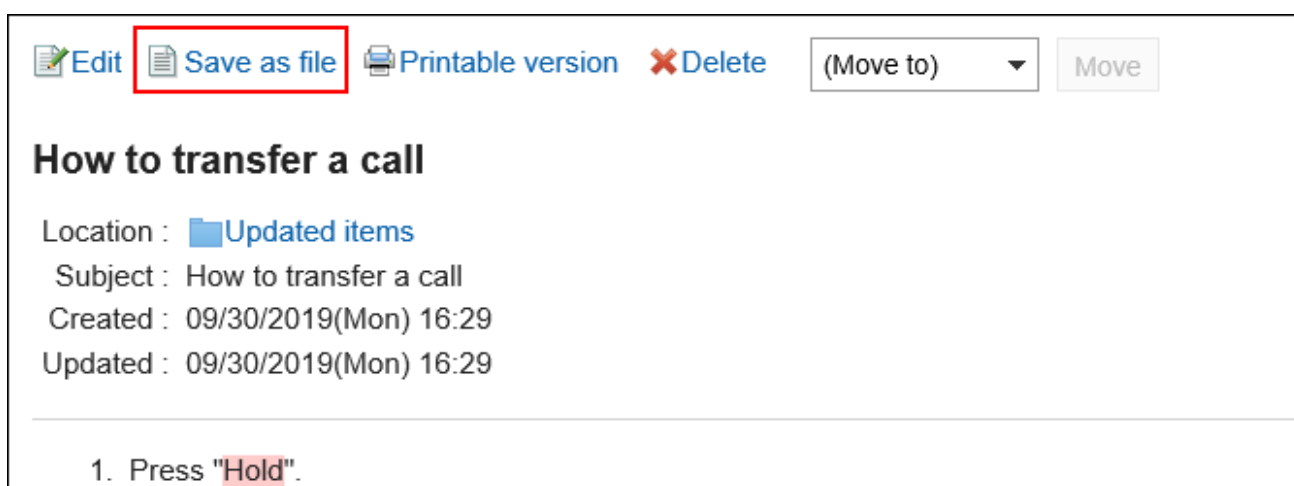 Edit Save as file Printable version Delete (Move to) Move
How to transfer a call
Location : Updated items
Subject : How to transfer a call
Created : 09/30/2019(Mon) 16:29
Updated : 09/30/2019(Mon) 16:29
1. Press "Hold".